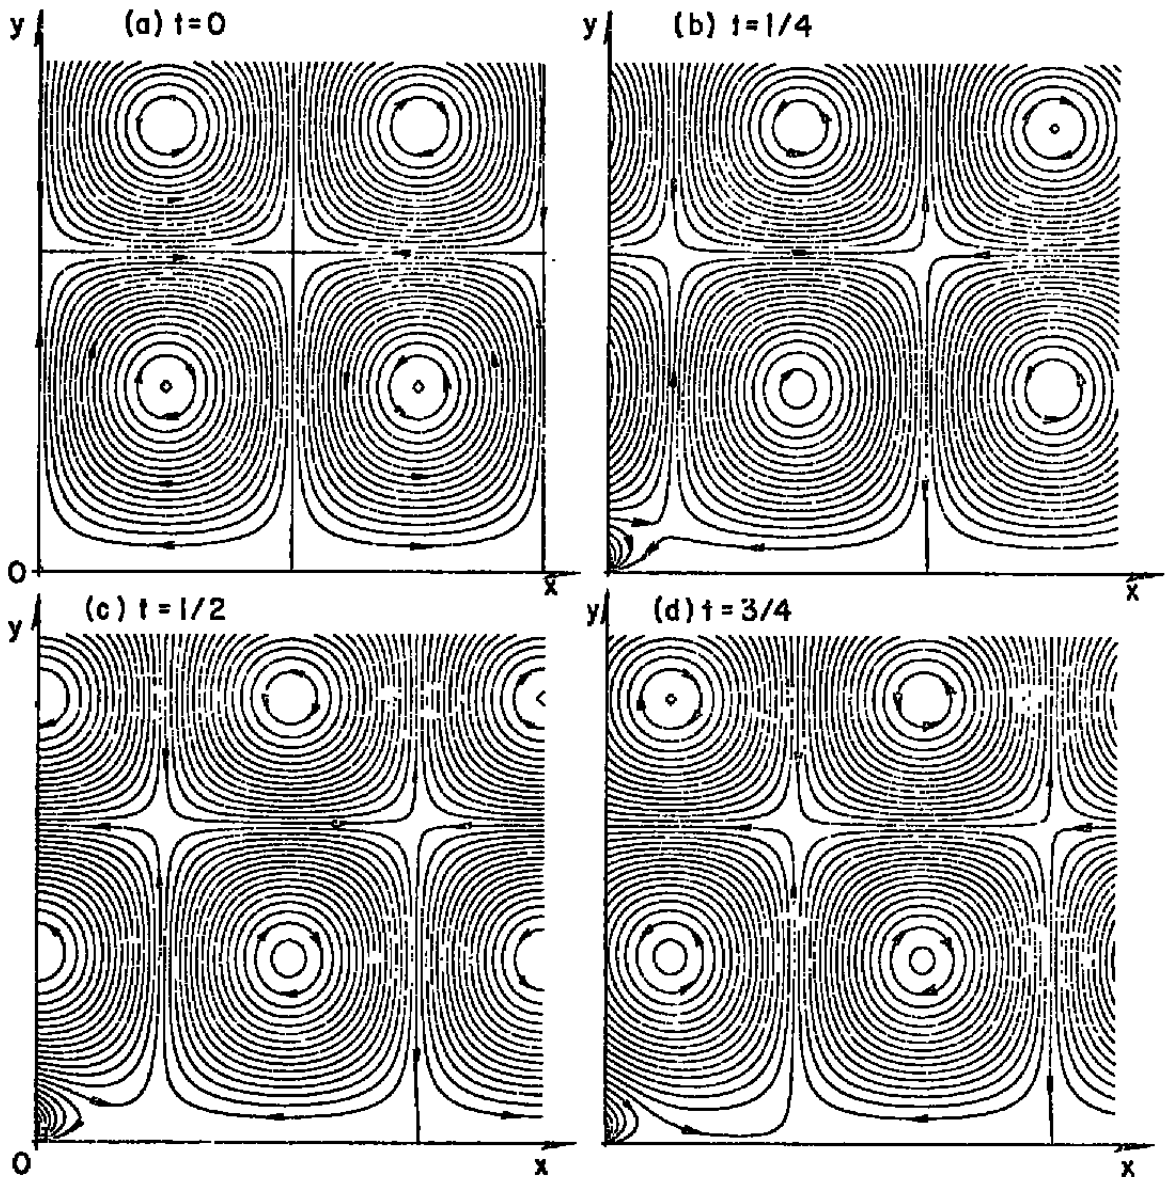 y (a) t=0
y (b) t=1/4
0 x
x
y (c) t=1/2
y (d) t=3/4
0 x
x